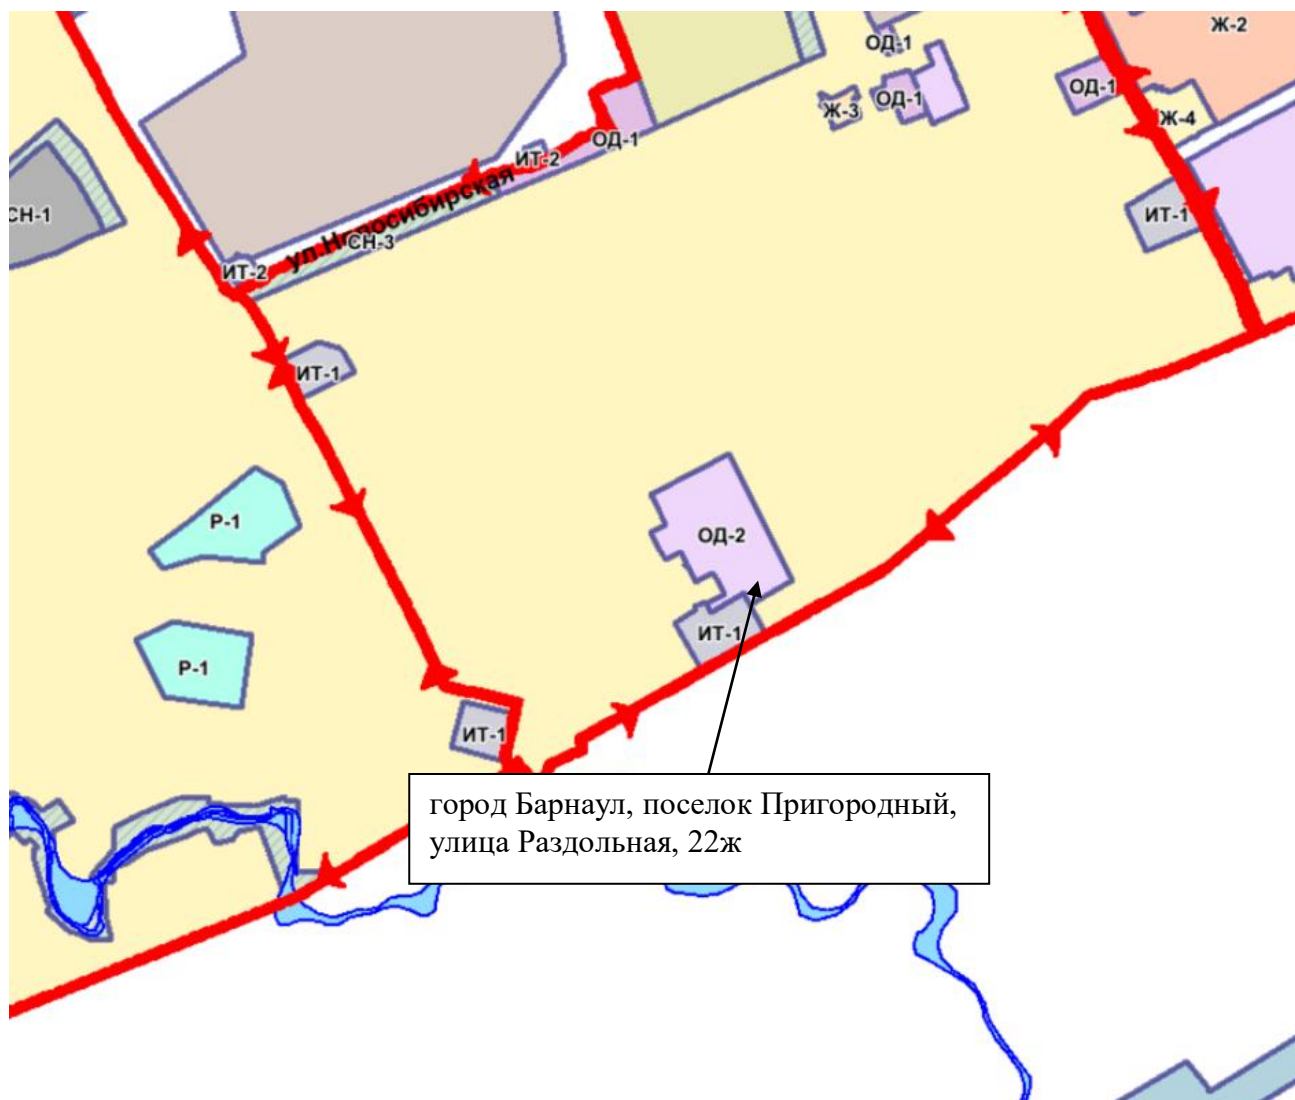 Ж-2
ОД-1
ОД-1
Ж-3
ОД-1
Ж-4
ОД-1
ИТ-2
ул.Новосибирская
СН-1
ИТ-1
СН-3
ИТ-2
ИТ-1
Р-1
ОД-2
ИТ-1
Р-1
ИТ-1
город Барнаул, поселок Пригородный,
улица Раздольная, 22ж